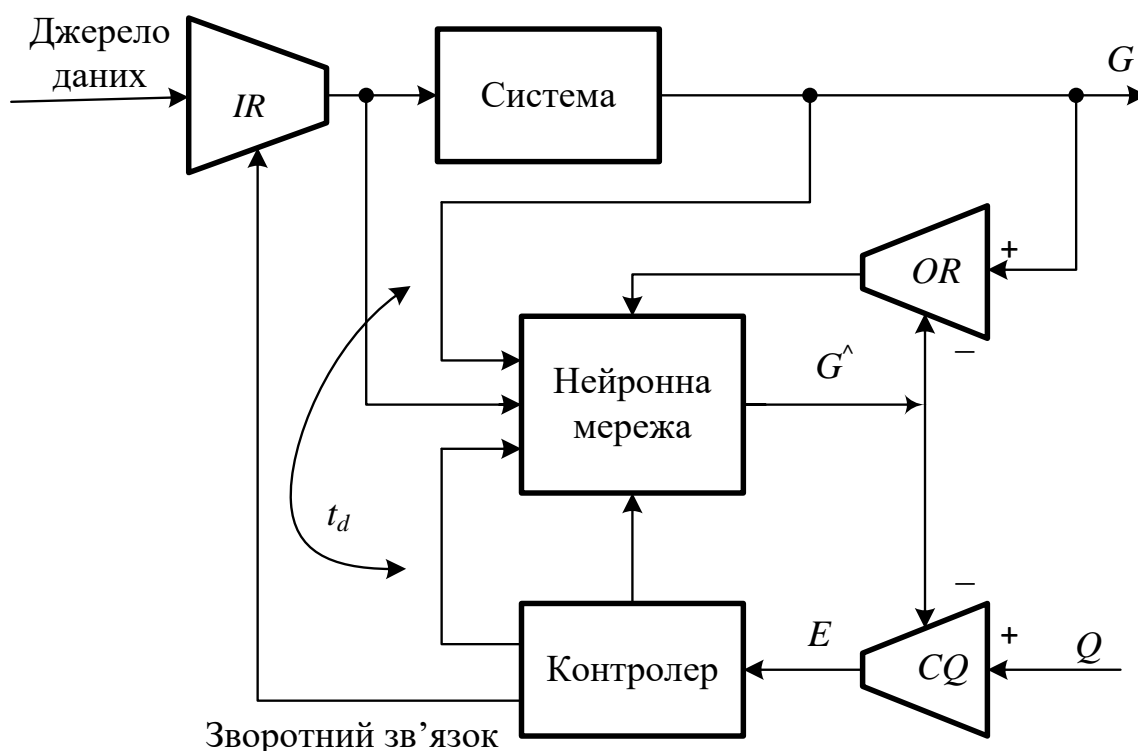 Джерело
даних
IR
Система
G
OR
+
−
Нейронна
мережа
G^
t_d
−
Контролер
E
CQ
+
Q
Зворотний зв’язок